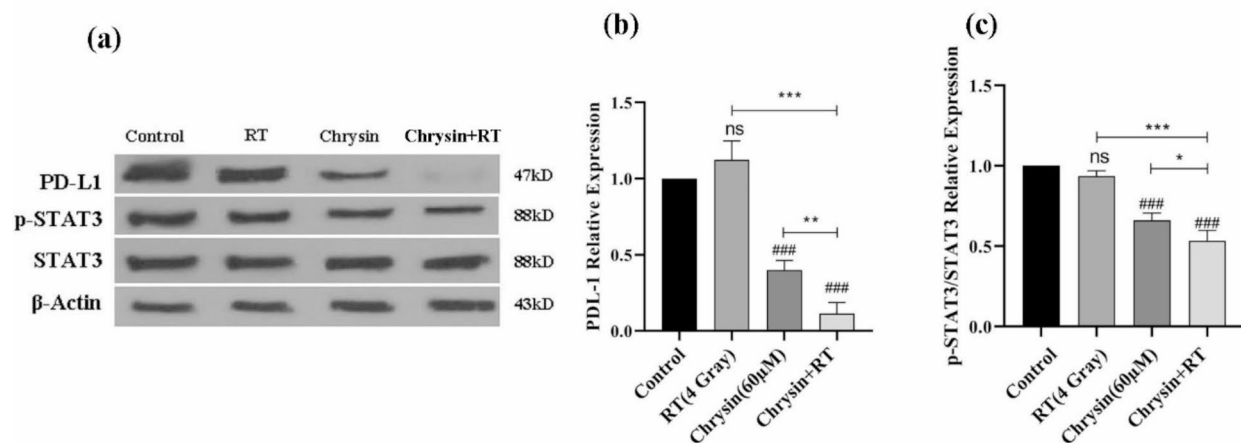 (a)
Control RT Chrysin Chrysin+RT
PD-L1 47kD
p-STAT3 88kD
STAT3 88kD
β-Actin 43kD
(b)
PDL-1 Relative Expression
1.5
1.0
0.5
0.0
***
ns
**
###
###
Control
RT(4 Gray)
Chrysin(60μM)
Chrysin+RT
(c)
p-STAT3/STAT3 Relative Expression
1.5
1.0
0.5
0.0
***
ns
*
###
###
Control
RT(4 Gray)
Chrysin(60μM)
Chrysin+RT